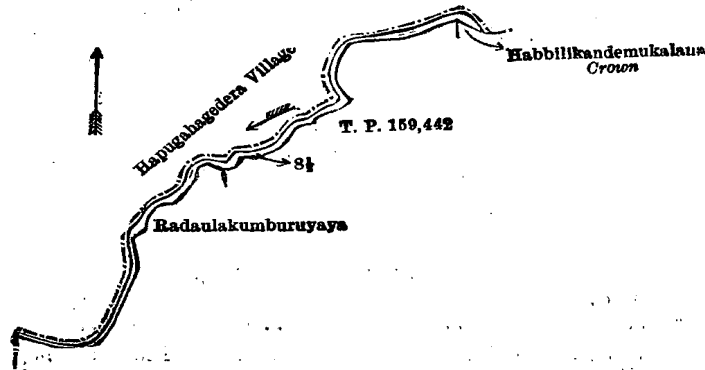 Habbilikandemukalana
Crown
Hapugahagedera Village
T. P. 159,442
8½
Radaulakumburuyaya